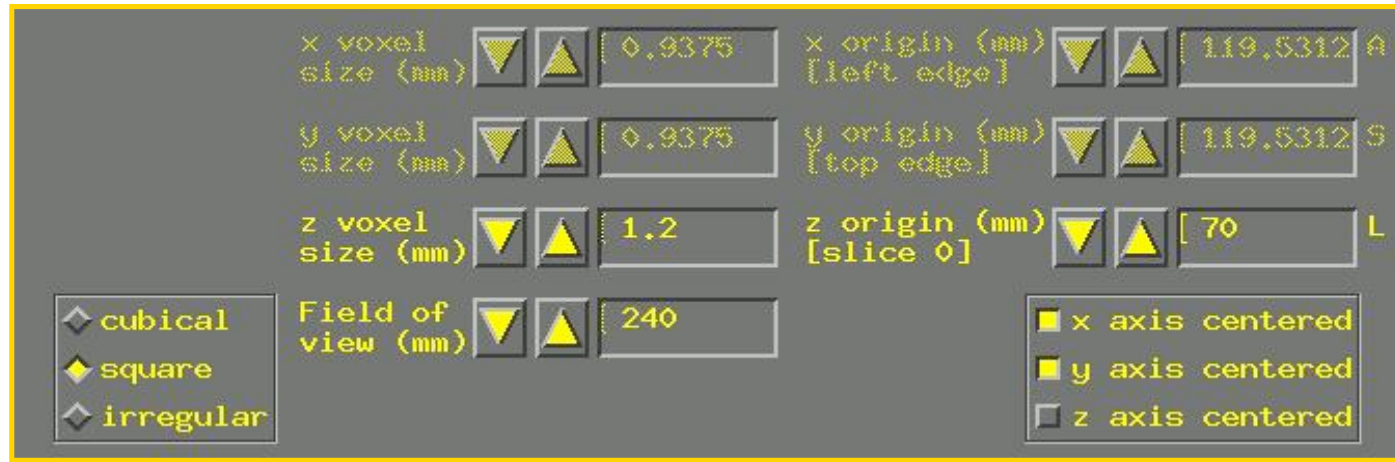 x voxel size (mm) [ 0.9375 x origin (mm) [left edge] [ 119.5312 A
y voxel size (mm) [ 0.9375 y origin (mm) [top edge] [ 119.5312 S
z voxel size (mm) [ 1.2 z origin (mm) [slice 0] [ 70 L
Field of view (mm) [ 240
cubical
square
irregular
x axis centered
y axis centered
z axis centered